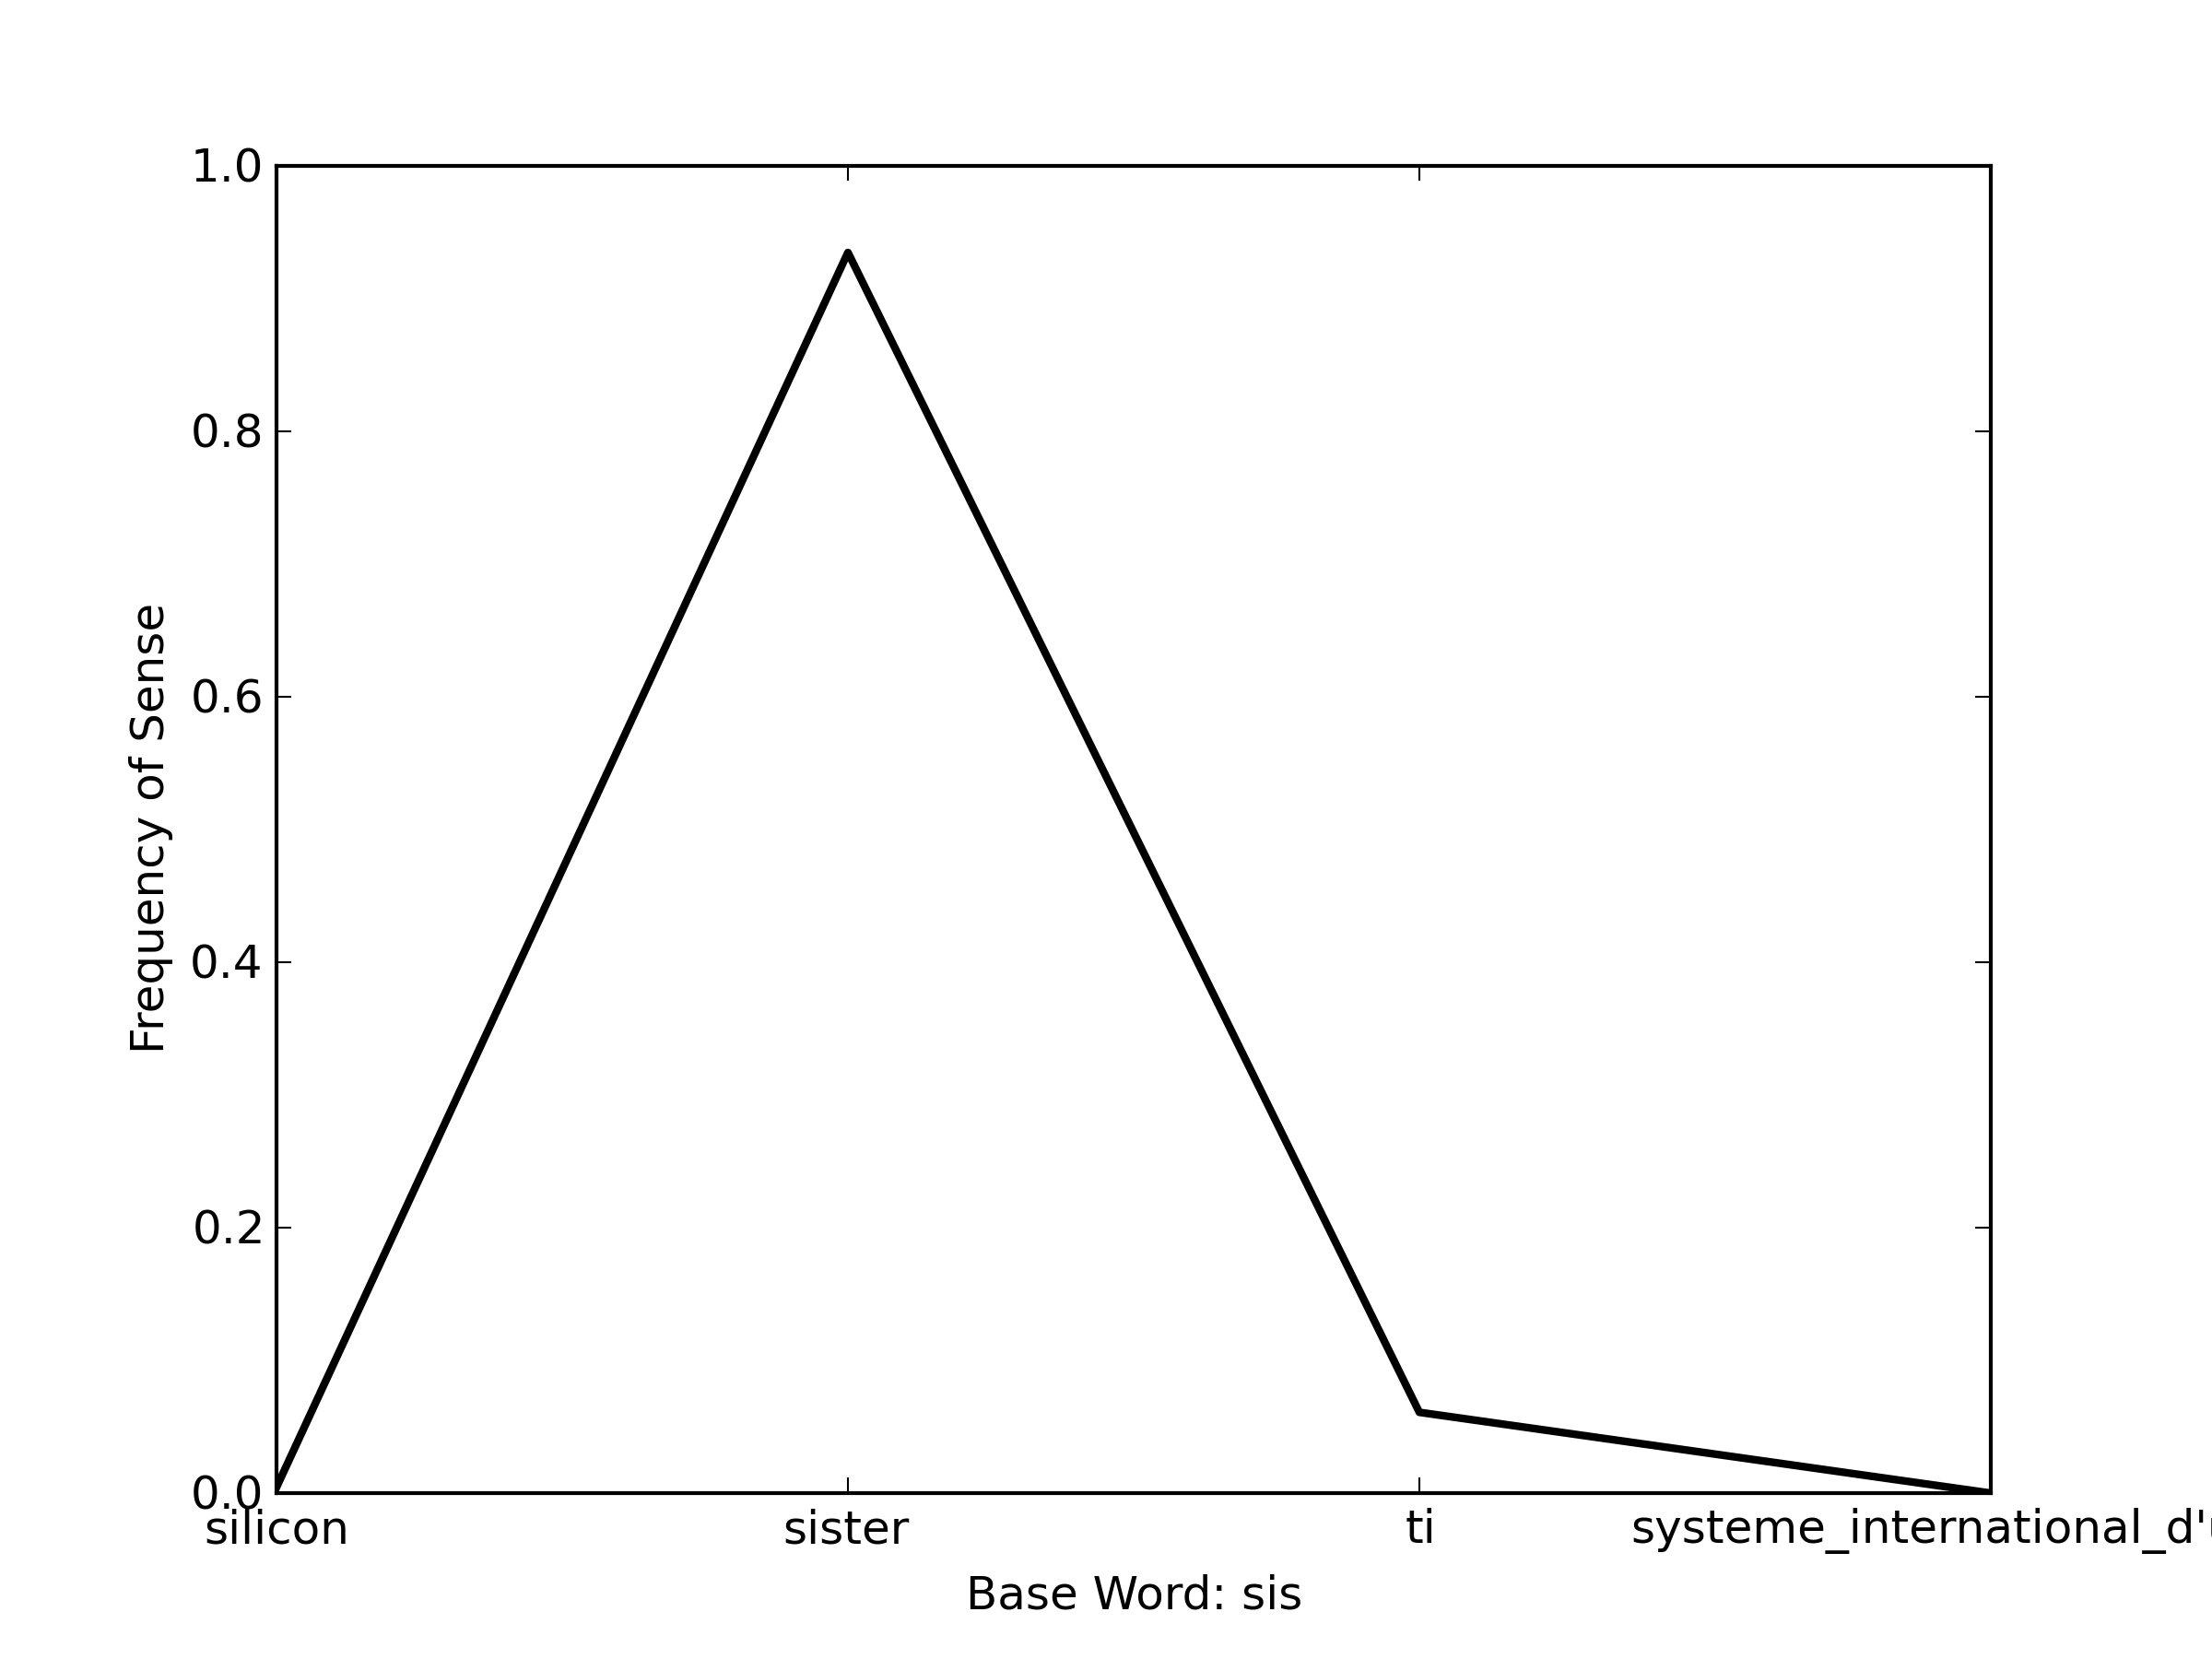 1.0
0.8
0.6
0.4
0.2
0.0
Frequency of Sense
silicon
sister
ti
systeme_international_d'u
Base Word: sis